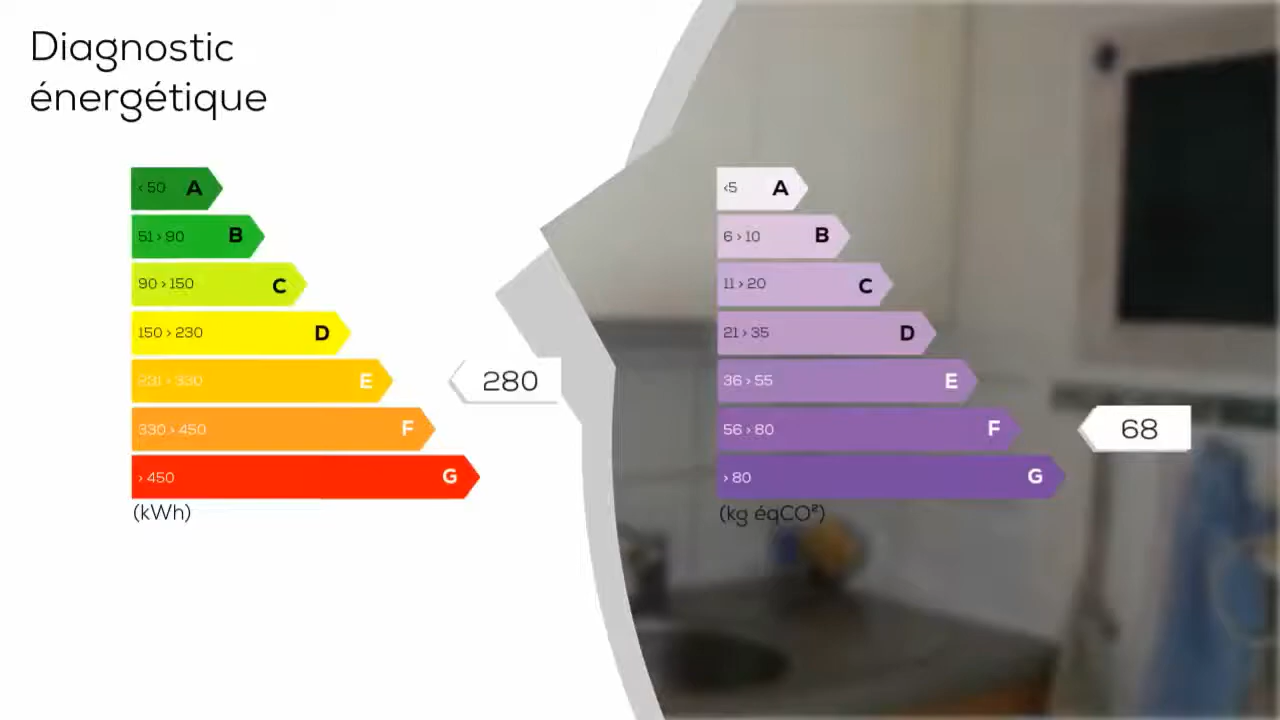 Diagnostic
énergétique
< 50 A
51 > 90 B
90 > 150 C
150 > 230 D
231 > 330 E
280
330 > 450 F
> 450 G
(kWh)
<5 A
6 > 10 B
11 > 20 C
21 > 35 D
36 > 55 E
56 > 80 F
68
> 80 G
(kg éqCO²)